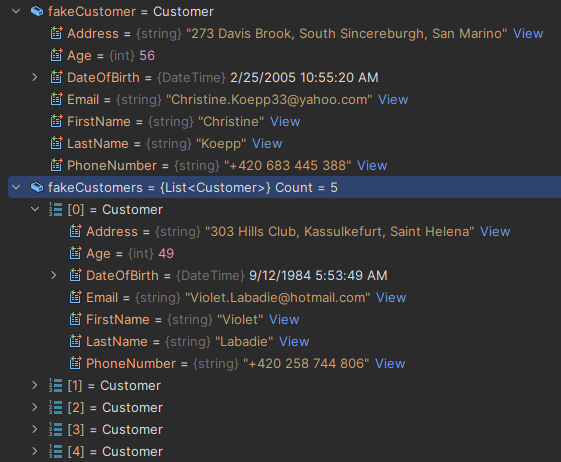 fakeCustomer = Customer
Address = {string} "273 Davis Brook, South Sincereburgh, San Marino" View
Age = {int} 56
DateOfBirth = {DateTime} 2/25/2005 10:55:20 AM
Email = {string} "Christine.Koepp33@yahoo.com" View
FirstName = {string} "Christine" View
LastName = {string} "Koepp" View
PhoneNumber = {string} "+420 683 445 388" View
fakeCustomers = {List<Customer>} Count = 5
[0] = Customer
Address = {string} "303 Hills Club, Kassulkefurt, Saint Helena" View
Age = {int} 49
DateOfBirth = {DateTime} 9/12/1984 5:53:49 AM
Email = {string} "Violet.Labadie@hotmail.com" View
FirstName = {string} "Violet" View
LastName = {string} "Labadie" View
PhoneNumber = {string} "+420 258 744 806" View
[1] = Customer
[2] = Customer
[3] = Customer
[4] = Customer